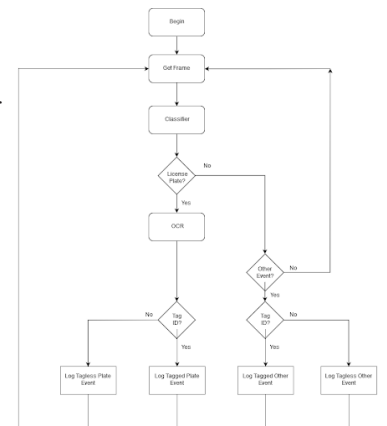 Begin
Get Frame
Classifier
License
Plate?
No
Yes
OCR
Other
Event?
No
Yes
Tag
ID?
No
Yes
Tag
ID?
No
Yes
Log Tagless Plate
Event
Log Tagged Plate
Event
Log Tagged Other
Event
Log Tagless Other
Event